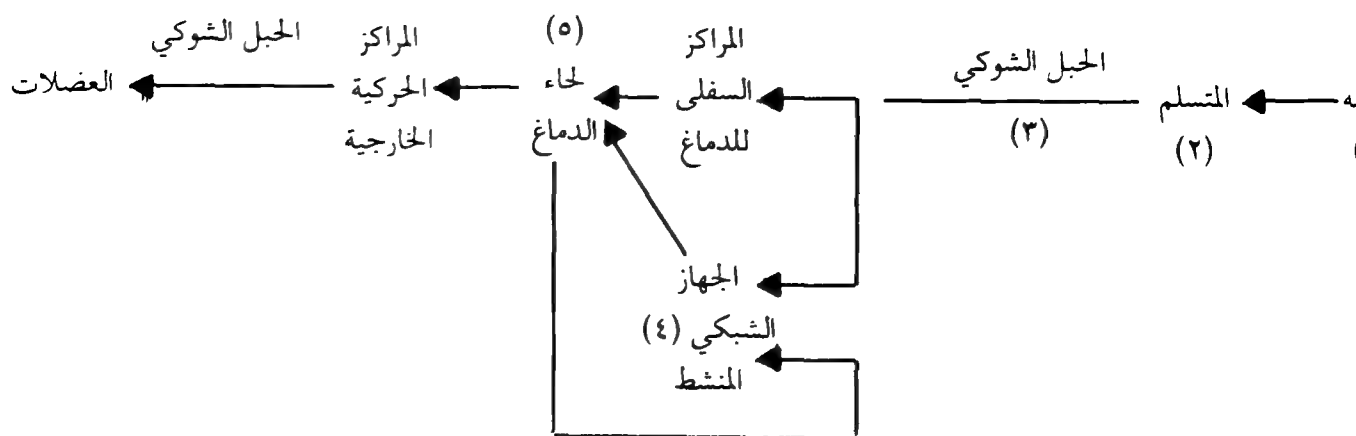 المتسلم
(٢)
الحبل الشوكي
(٣)
المراكز
السفلى
للدماغ
الجهاز
الشبكي (٤)
المنشط
(٥)
لحاء
الدماغ
المراكز
الحركية
الخارجية
الحبل الشوكي
العضلات